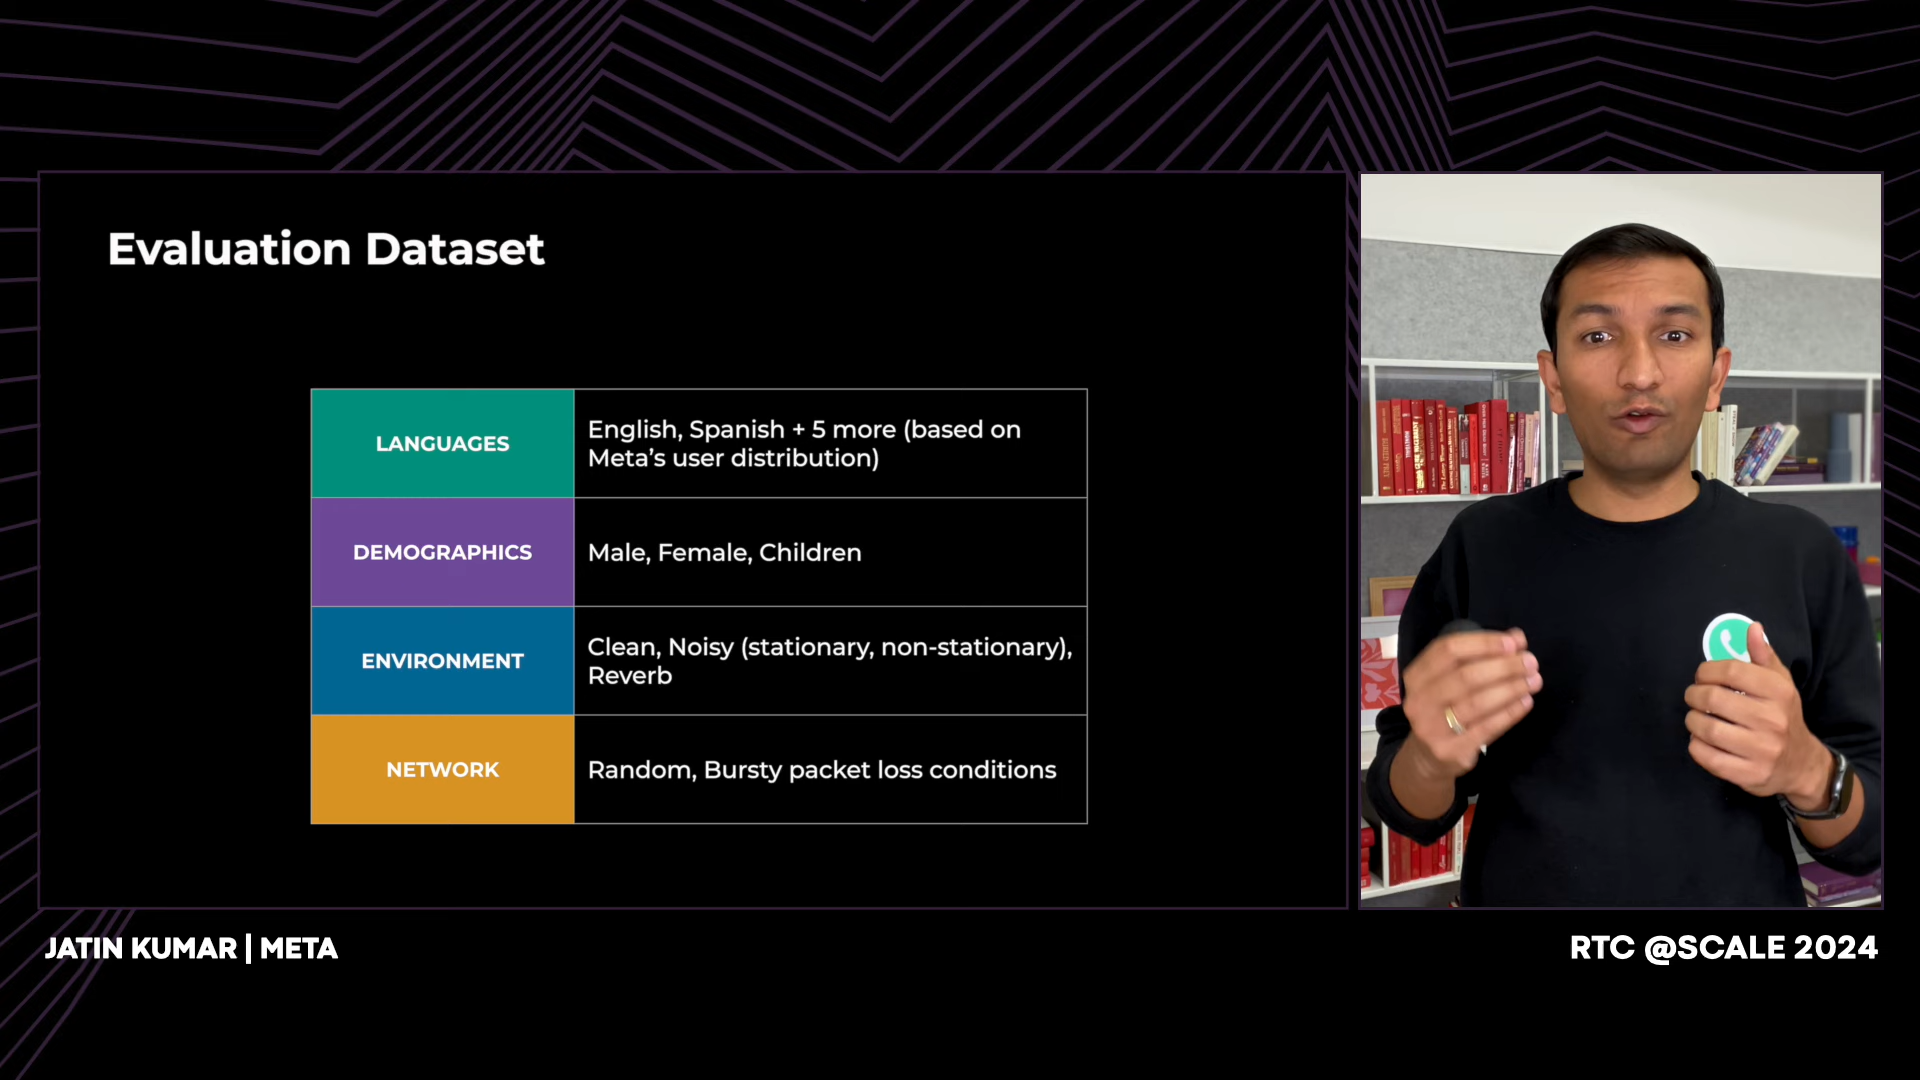 Evaluation Dataset
LANGUAGES
English, Spanish + 5 more (based on
Meta’s user distribution)
DEMOGRAPHICS
Male, Female, Children
ENVIRONMENT
Clean, Noisy (stationary, non-stationary),
Reverb
NETWORK
Random, Bursty packet loss conditions
JATIN KUMAR | META
RTC @SCALE 2024